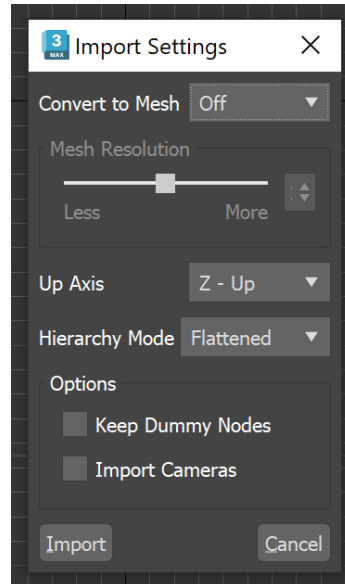 3
MAX
Import Settings
Convert to Mesh Off
Mesh Resolution
Less More
Up Axis Z - Up
Hierarchy Mode Flattened
Options
Keep Dummy Nodes
Import Cameras
Import Cancel